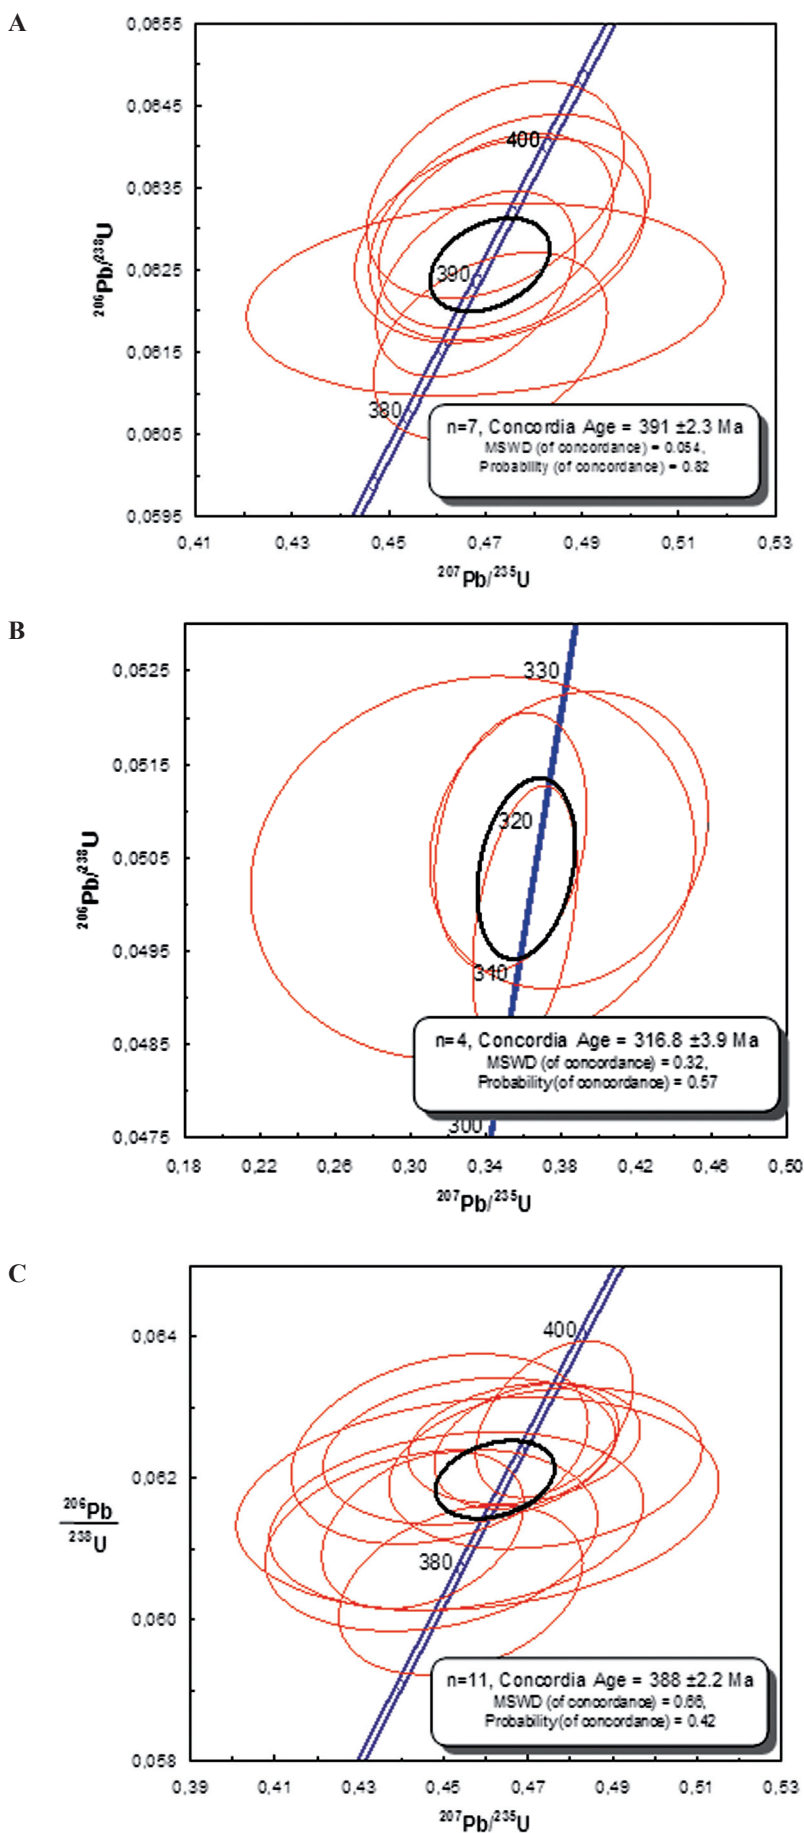 A
0,0655
0,0645
0,0635
0,0625
0,0615
0,0605
0,0595
206Pb/238U
400
390
380
n=7, Concordia Age = 391 ±2.3 Ma
MSWD (of concordance) = 0.054,
Probability (of concordance) = 0.82
0,41 0,43 0,45 0,47 0,49 0,51 0,53
207Pb/235U
B
0,0525
0,0515
0,0505
0,0495
0,0485
0,0475
206Pb/238U
330
320
310
300
n=4, Concordia Age = 316.8 ±3.9 Ma
MSWD (of concordance) = 0.32,
Probability(of concordance) = 0.57
0,18 0,22 0,26 0,30 0,34 0,38 0,42 0,46 0,50
207Pb/235U
C
0,064
0,062
0,060
0,058
206Pb
238U
400
380
n=11, Concordia Age = 388 ±2.2 Ma
MSWD (of concordance) = 0.66,
Probability(of concordance) = 0.42
0,39 0,41 0,43 0,45 0,47 0,49 0,51 0,53
207Pb/235U